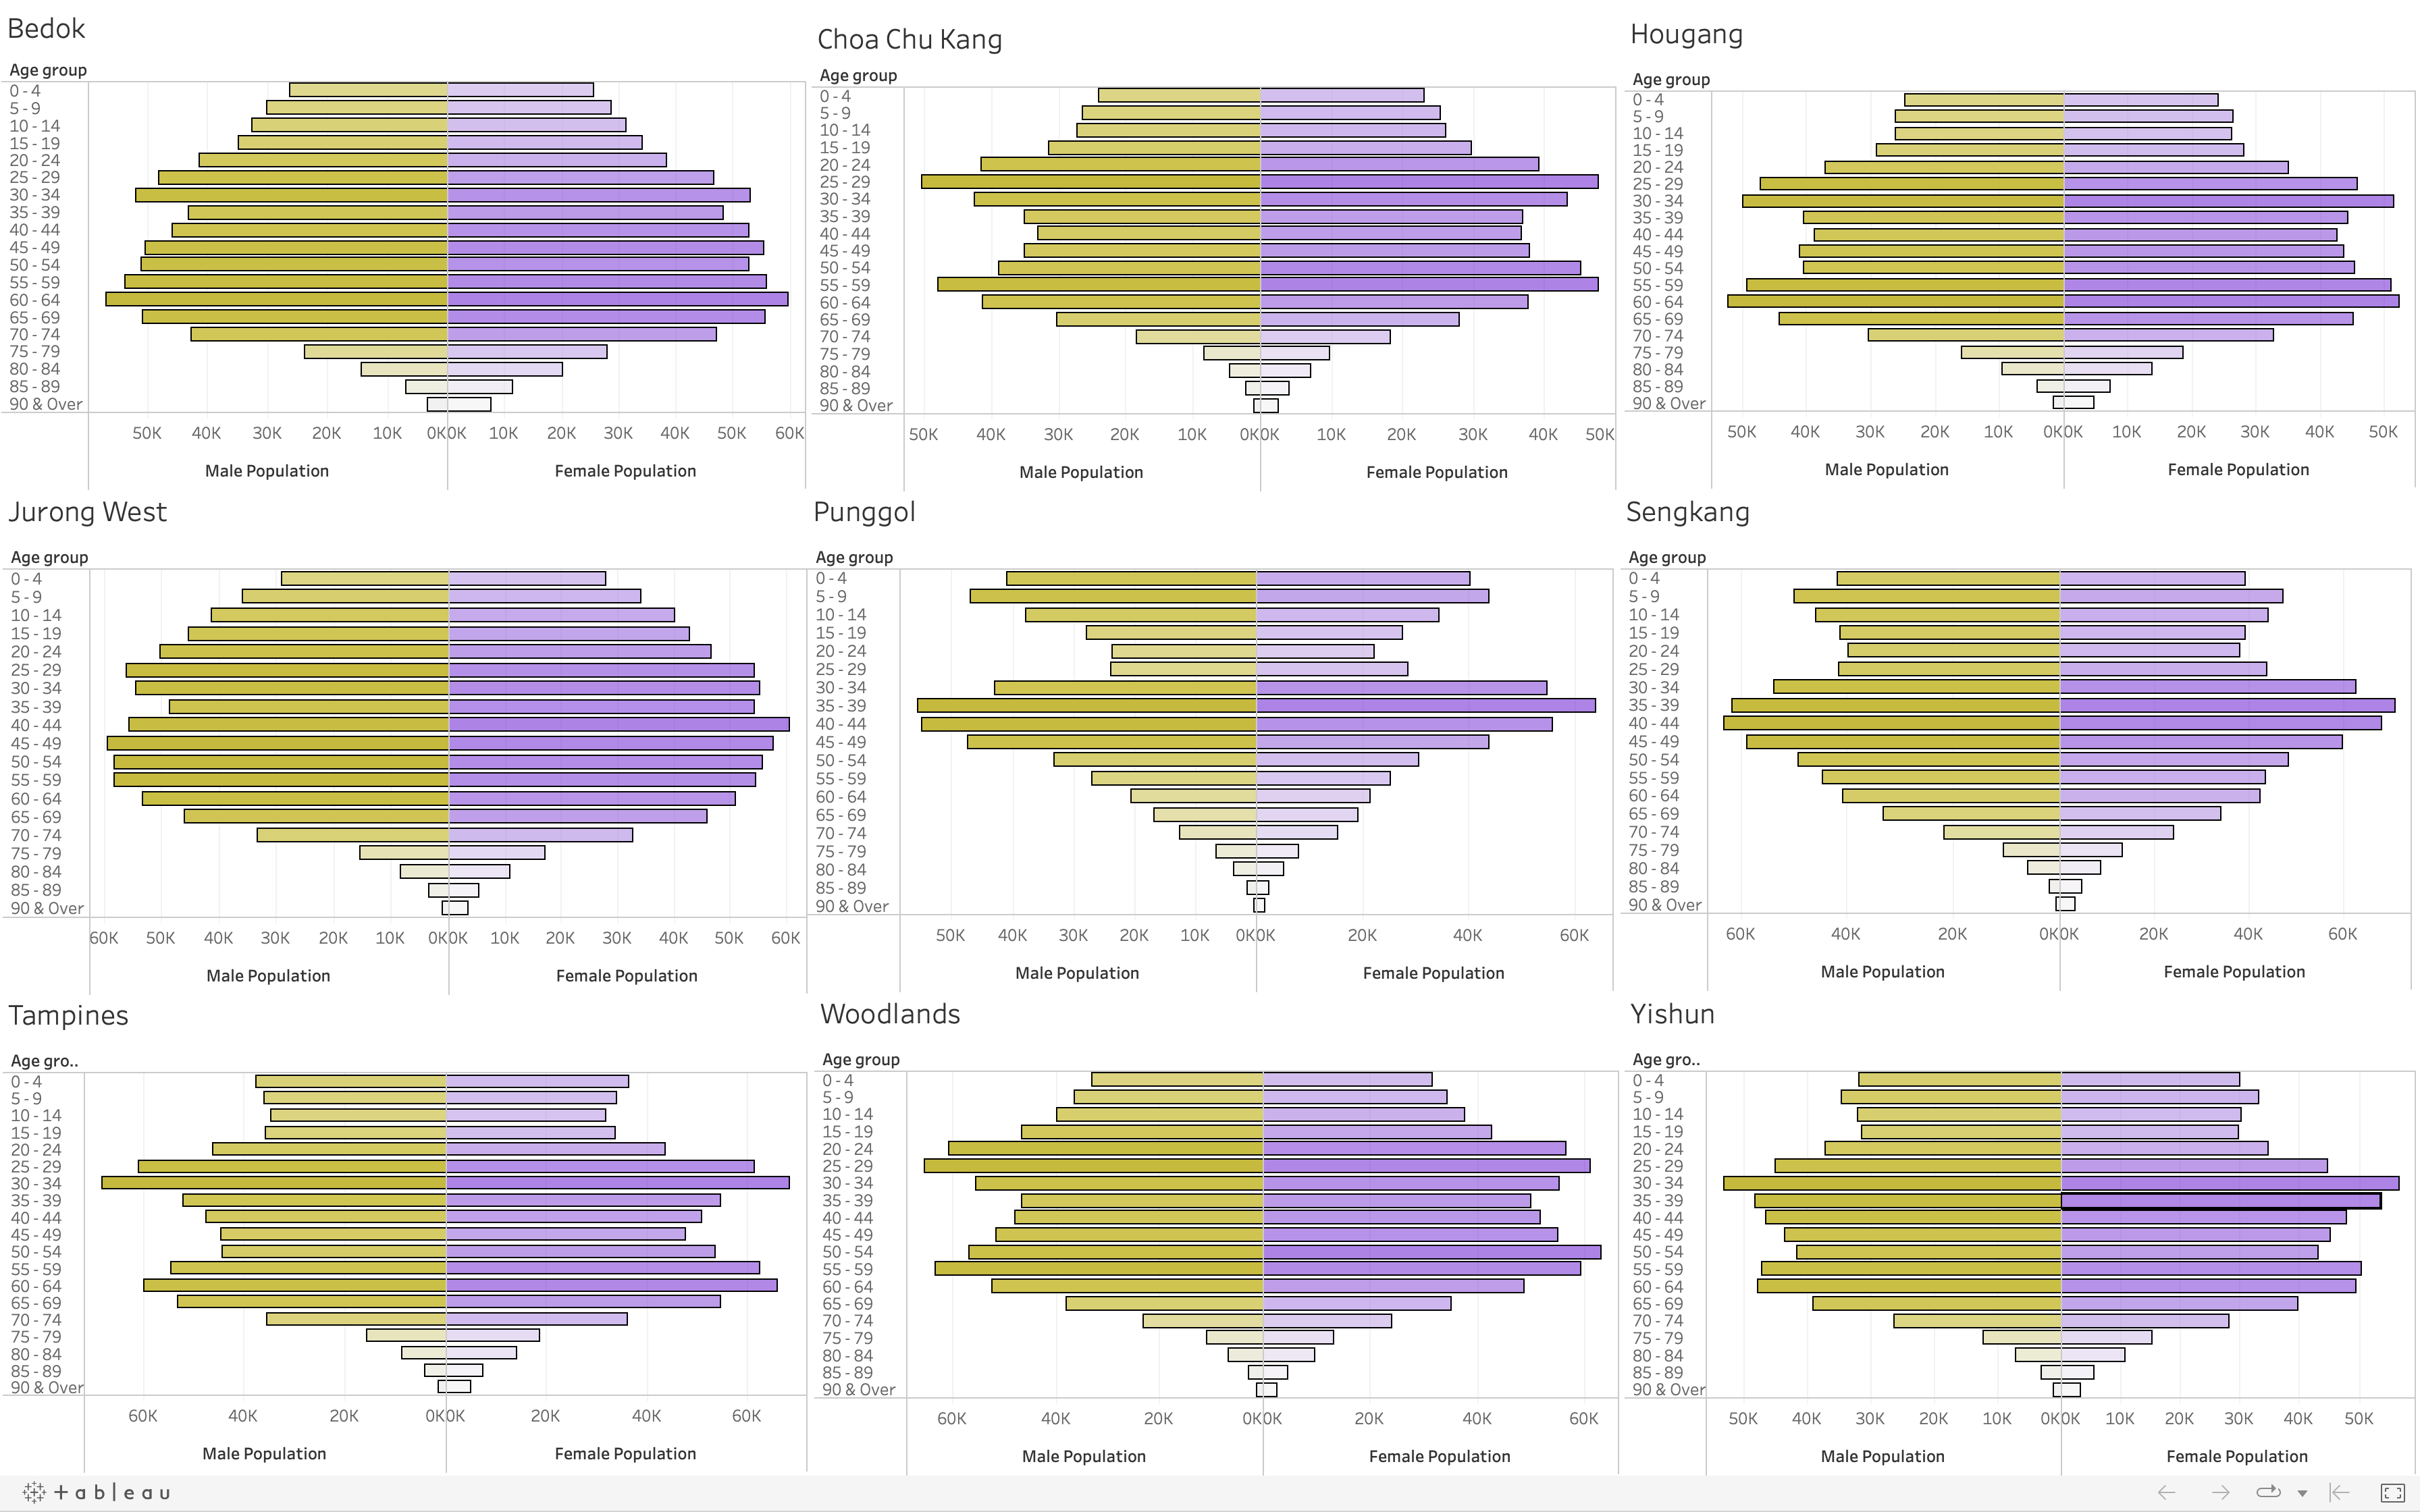 Bedok
Age group
0 - 4
5 - 9
10 - 14
15 - 19
20 - 24
25 - 29
30 - 34
35 - 39
40 - 44
45 - 49
50 - 54
55 - 59
60 - 64
65 - 69
70 - 74
75 - 79
80 - 84
85 - 89
90 & Over
50K 40K 30K 20K 10K 0K 0K 10K 20K 30K 40K 50K 60K
Male Population Female Population
Choa Chu Kang
Age group
0 - 4
5 - 9
10 - 14
15 - 19
20 - 24
25 - 29
30 - 34
35 - 39
40 - 44
45 - 49
50 - 54
55 - 59
60 - 64
65 - 69
70 - 74
75 - 79
80 - 84
85 - 89
90 & Over
50K 40K 30K 20K 10K 0K 0K 10K 20K 30K 40K 50K
Male Population Female Population
Hougang
Age group
0 - 4
5 - 9
10 - 14
15 - 19
20 - 24
25 - 29
30 - 34
35 - 39
40 - 44
45 - 49
50 - 54
55 - 59
60 - 64
65 - 69
70 - 74
75 - 79
80 - 84
85 - 89
90 & Over
50K 40K 30K 20K 10K 0K 0K 10K 20K 30K 40K 50K
Male Population Female Population
Jurong West
Age group
0 - 4
5 - 9
10 - 14
15 - 19
20 - 24
25 - 29
30 - 34
35 - 39
40 - 44
45 - 49
50 - 54
55 - 59
60 - 64
65 - 69
70 - 74
75 - 79
80 - 84
85 - 89
90 & Over
60K 50K 40K 30K 20K 10K 0K 0K 10K 20K 30K 40K 50K 60K
Male Population Female Population
Punggol
Age group
0 - 4
5 - 9
10 - 14
15 - 19
20 - 24
25 - 29
30 - 34
35 - 39
40 - 44
45 - 49
50 - 54
55 - 59
60 - 64
65 - 69
70 - 74
75 - 79
80 - 84
85 - 89
90 & Over
50K 40K 30K 20K 10K 0K 0K 20K 40K 60K
Male Population Female Population
Sengkang
Age group
0 - 4
5 - 9
10 - 14
15 - 19
20 - 24
25 - 29
30 - 34
35 - 39
40 - 44
45 - 49
50 - 54
55 - 59
60 - 64
65 - 69
70 - 74
75 - 79
80 - 84
85 - 89
90 & Over
60K 40K 20K 0K 0K 20K 40K 60K
Male Population Female Population
Tampines
Age gro..
0 - 4
5 - 9
10 - 14
15 - 19
20 - 24
25 - 29
30 - 34
35 - 39
40 - 44
45 - 49
50 - 54
55 - 59
60 - 64
65 - 69
70 - 74
75 - 79
80 - 84
85 - 89
90 & Over
60K 40K 20K 0K 0K 20K 40K 60K
Male Population Female Population
Woodlands
Age group
0 - 4
5 - 9
10 - 14
15 - 19
20 - 24
25 - 29
30 - 34
35 - 39
40 - 44
45 - 49
50 - 54
55 - 59
60 - 64
65 - 69
70 - 74
75 - 79
80 - 84
85 - 89
90 & Over
60K 40K 20K 0K 0K 20K 40K 60K
Male Population Female Population
Yishun
Age gro..
0 - 4
5 - 9
10 - 14
15 - 19
20 - 24
25 - 29
30 - 34
35 - 39
40 - 44
45 - 49
50 - 54
55 - 59
60 - 64
65 - 69
70 - 74
75 - 79
80 - 84
85 - 89
90 & Over
50K 40K 30K 20K 10K 0K 0K 10K 20K 30K 40K 50K
Male Population Female Population
+ableau